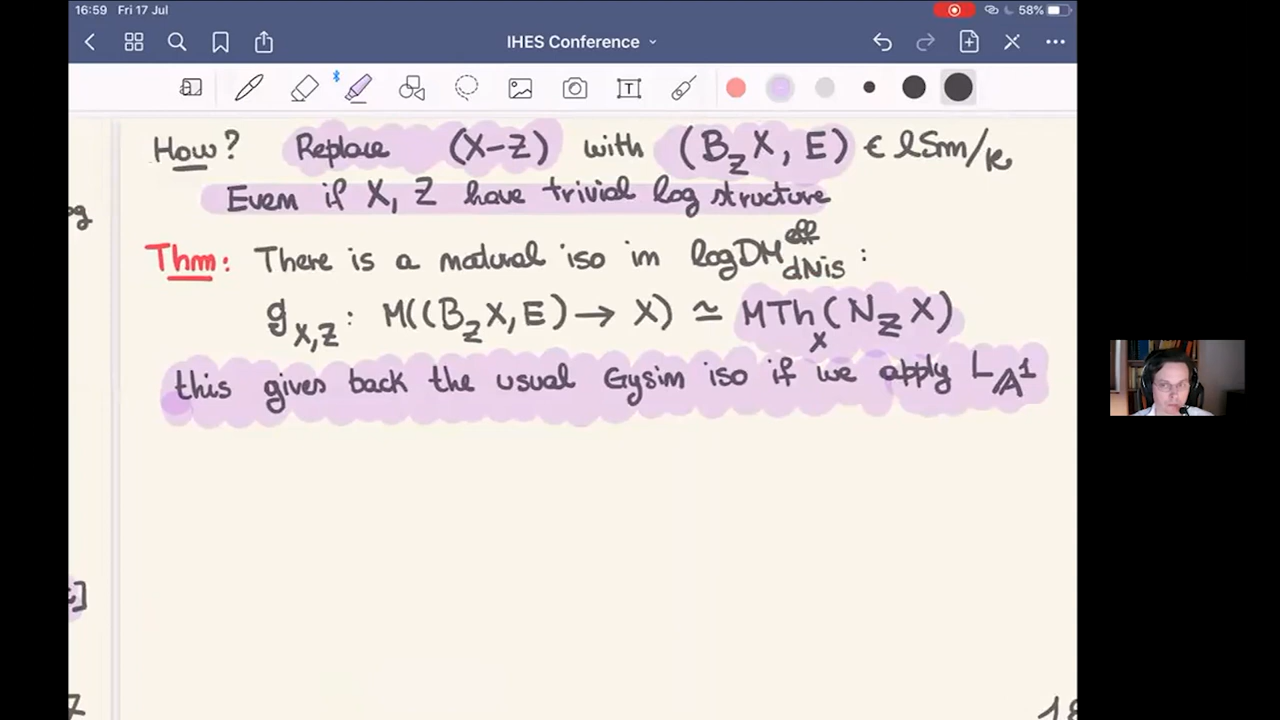 16:59 Fri 17 Jul
58%
IHES Conference
How? Replace (X-Z) with (B_Z X, E) ∈ lSm/k
Even if X, Z have trivial log structure
Thm: There is a natural iso in logDM^eff_dNis :
g_X,Z : M((B_Z X, E) → X) ≃ MTh_X(N_Z X)
this gives back the usual Gysin iso if we apply L_𝔸¹
og